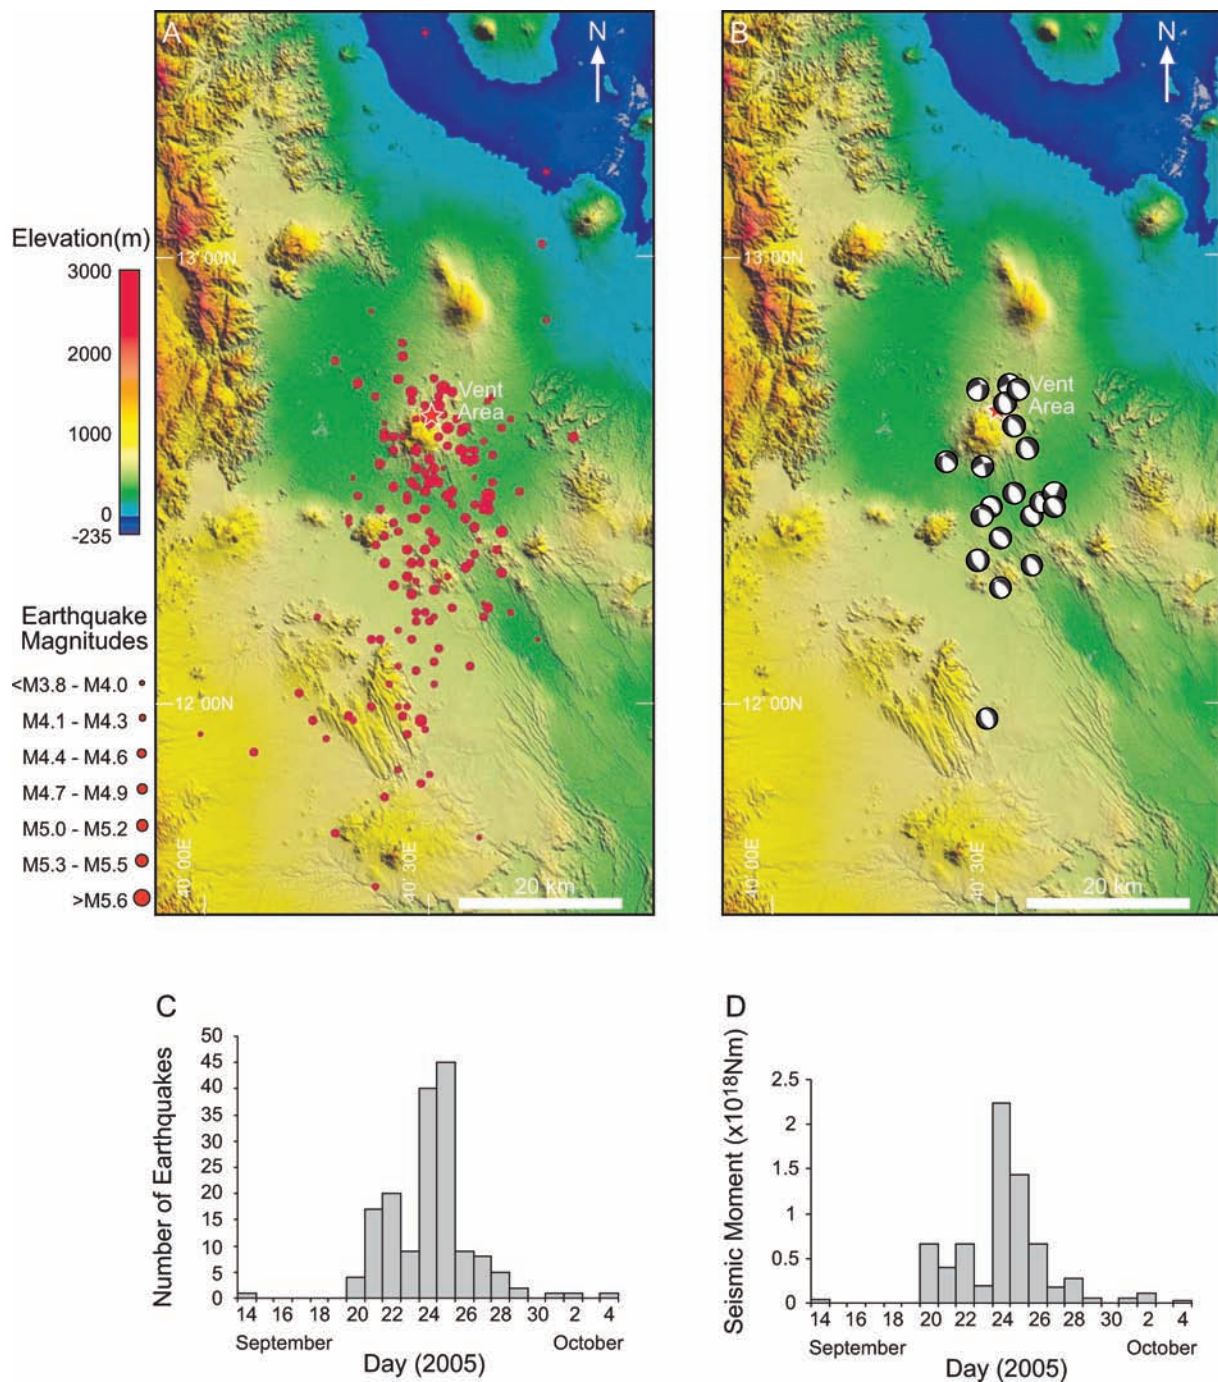 A
N
Vent
Area
13°00N
12°00N
40°00E
40°30E
20 km
Elevation(m)
3000
2000
1000
0
-235
Earthquake
Magnitudes
<M3.8 - M4.0
M4.1 - M4.3
M4.4 - M4.6
M4.7 - M4.9
M5.0 - M5.2
M5.3 - M5.5
>M5.6
B
N
Vent
Area
13°00N
12°00N
40°00E
40°30E
20 km
C
Number of Earthquakes
50
45
40
35
30
25
20
15
10
5
0
14 16 18 20 22 24 26 28 30 2 4
September October
Day (2005)
D
Seismic Moment (x10¹⁸Nm)
2.5
2
1.5
1
0.5
0
14 16 18 20 22 24 26 28 30 2 4
September October
Day (2005)